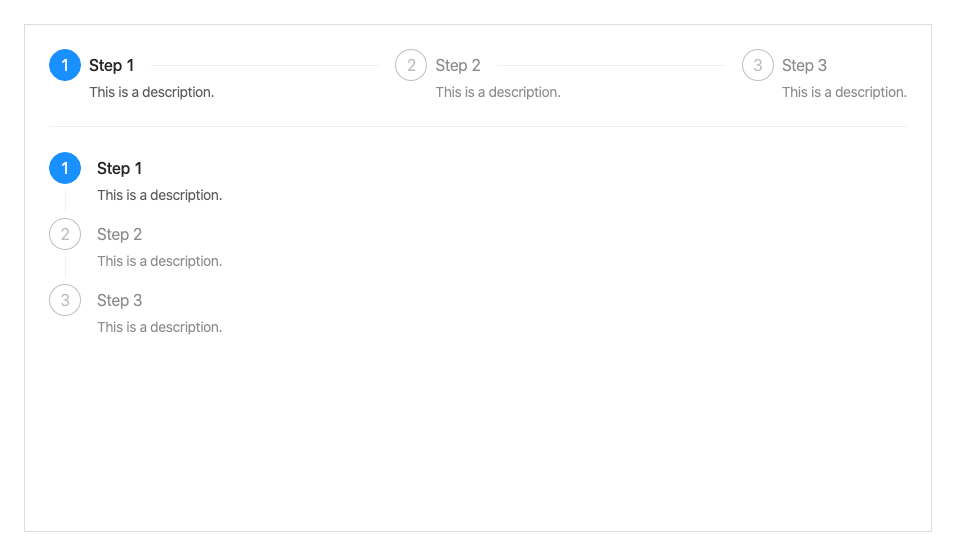 1 Step 1 2 Step 2 3 Step 3
This is a description. This is a description. This is a description.
1 Step 1
This is a description.
2 Step 2
This is a description.
3 Step 3
This is a description.